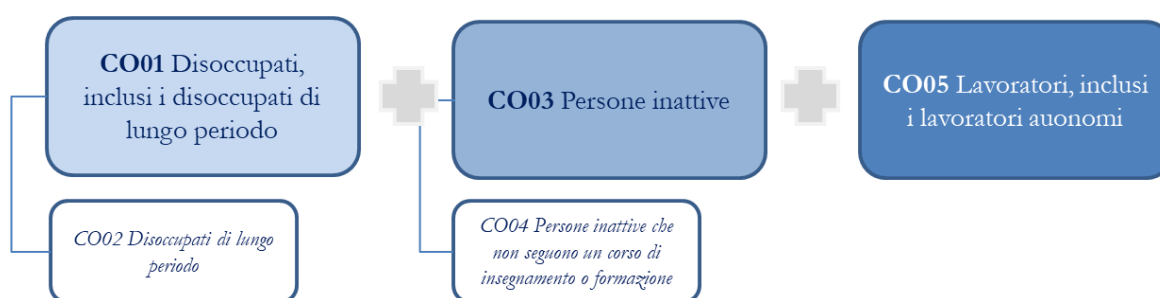 CO01 Disoccupati,
inclusi i disoccupati di
lungo periodo
CO03 Persone inattive
CO05 Lavoratori, inclusi
i lavoratori auonomi
CO02 Disoccupati di lungo
periodo
CO04 Persone inattive che
non seguono un corso di
insegnamento o formazione